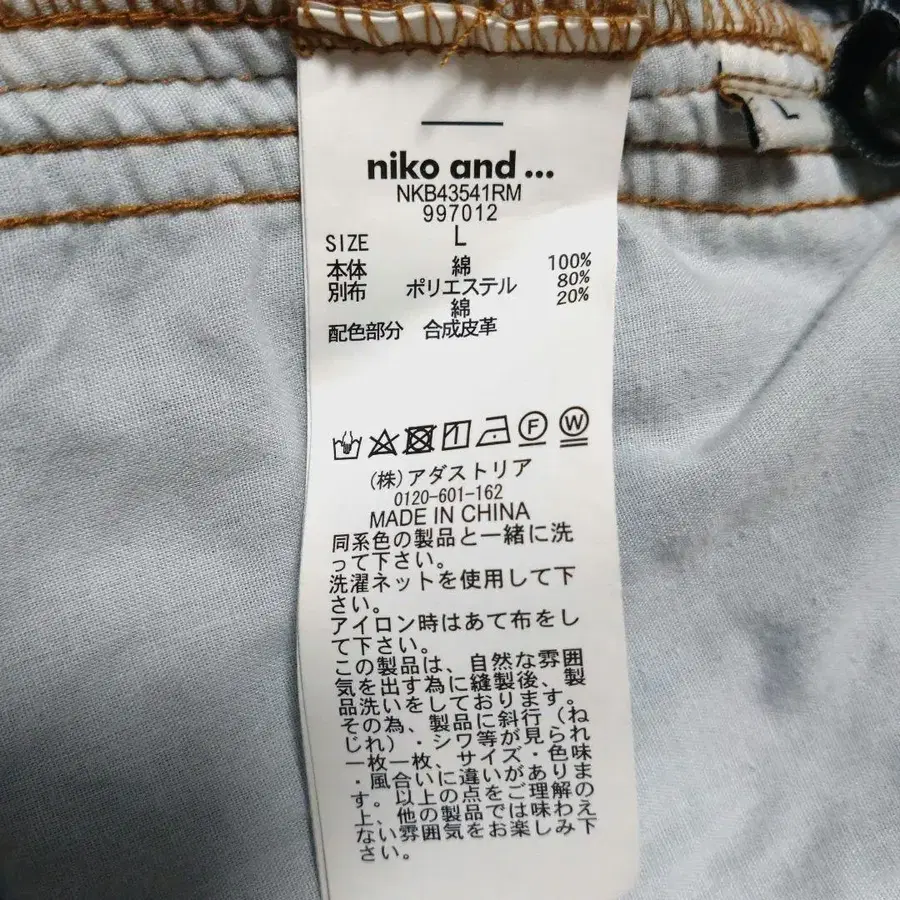 niko and ...
NKB43541RM
997012
SIZE L
本体 綿 100%
別布 ポリエステル 80%
綿 20%
配色部分 合成皮革
F W
(株)アダストリア
0120-601-162
MADE IN CHINA
同系色の製品と一緒に洗
って下さい。
洗濯ネットを使用して下
さい。
アイロン時はあて布をし
て下さい。
この製品は、自然な雰囲
気を出す為に縫製後、製
品洗いをしております。
その為、製品に斜行（ね
じれ）・シワ等が見られ
一枚一枚、サイズ・色味
・風合いに違いがありま
す。以上の点をご理解の
上、他の製品では味わえ
ない雰囲気をお楽しみ下
さい。
L